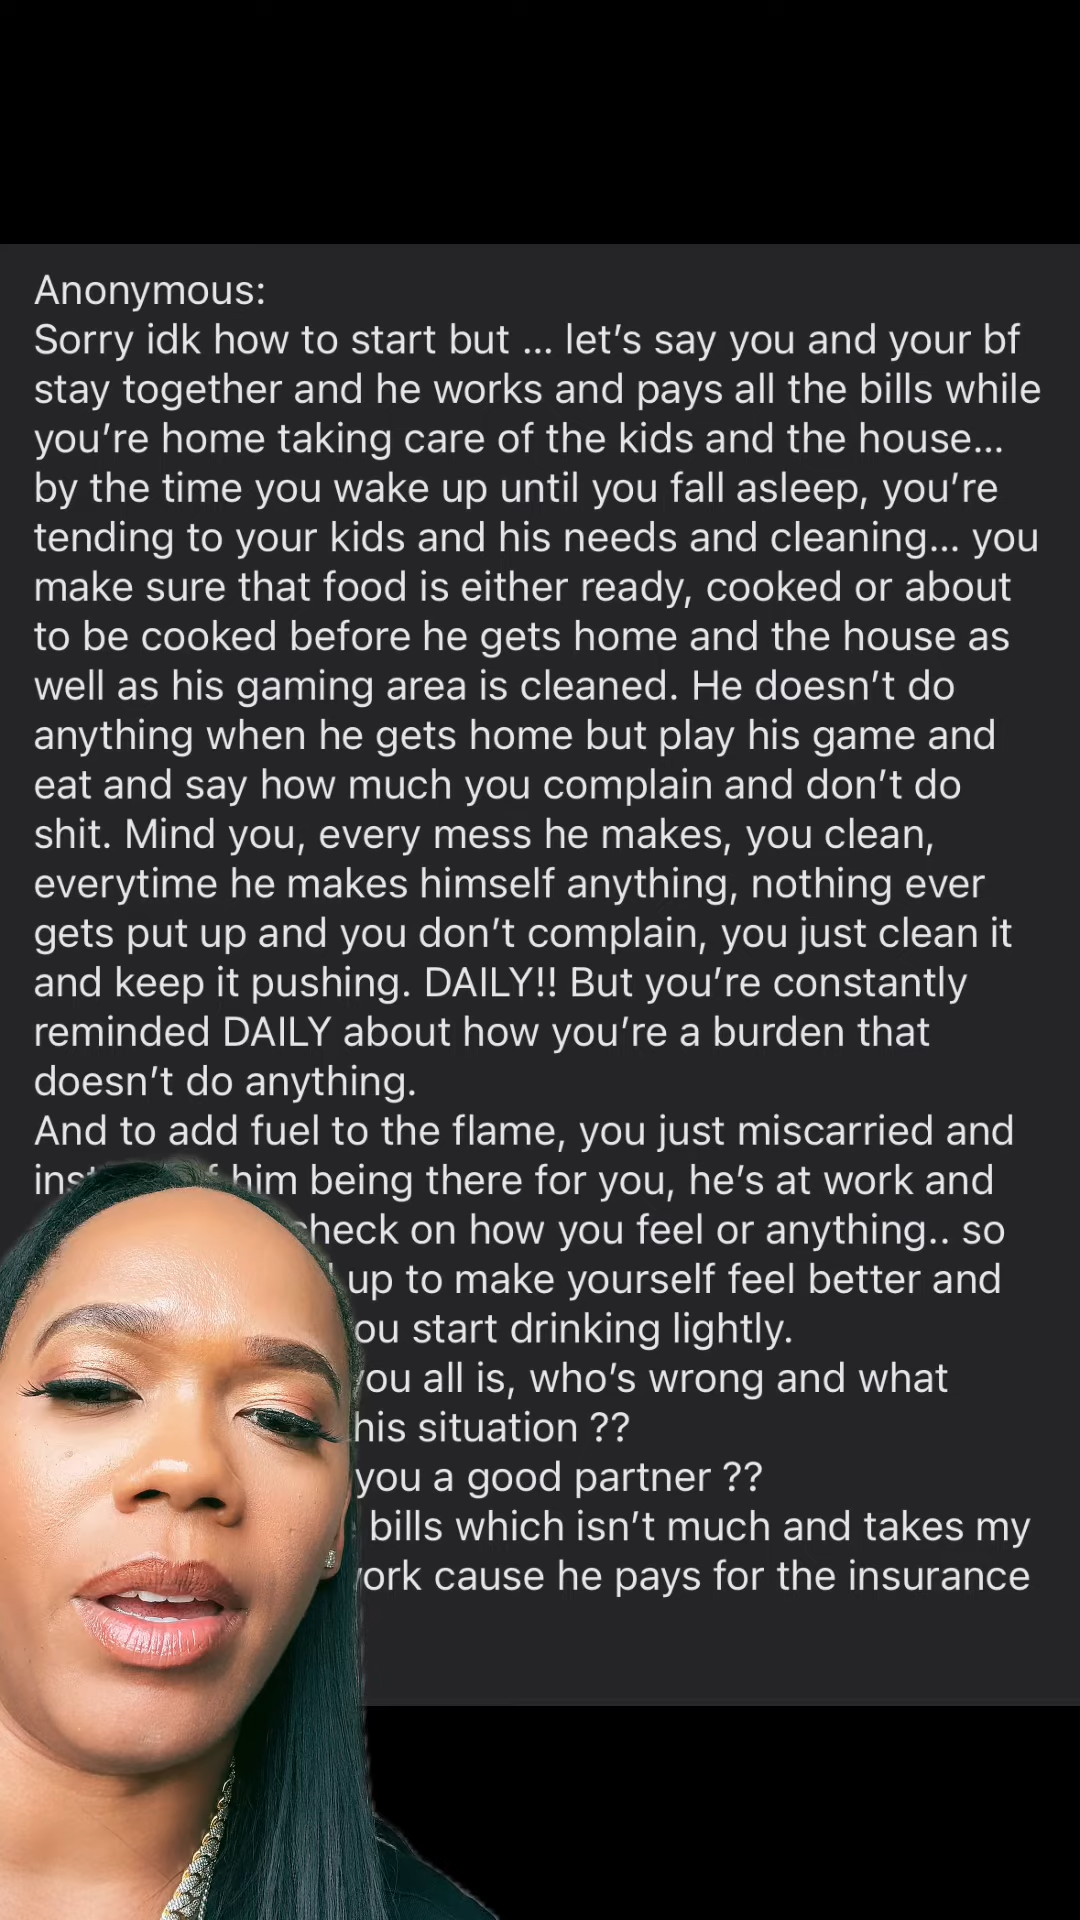 Anonymous:
Sorry idk how to start but ... let’s say you and your bf
stay together and he works and pays all the bills while
you’re home taking care of the kids and the house...
by the time you wake up until you fall asleep, you’re
tending to your kids and his needs and cleaning... you
make sure that food is either ready, cooked or about
to be cooked before he gets home and the house as
well as his gaming area is cleaned. He doesn’t do
anything when he gets home but play his game and
eat and say how much you complain and don’t do
shit. Mind you, every mess he makes, you clean,
everytime he makes himself anything, nothing ever
gets put up and you don’t complain, you just clean it
and keep it pushing. DAILY!! But you’re constantly
reminded DAILY about how you’re a burden that
doesn’t do anything.
And to add fuel to the flame, you just miscarried and
him being there for you, he’s at work and
check on how you feel or anything.. so
up to make yourself feel better and
start drinking lightly.
you all is, who’s wrong and what
situation ??
you a good partner ??
bills which isn’t much and takes my
cause he pays for the insurance